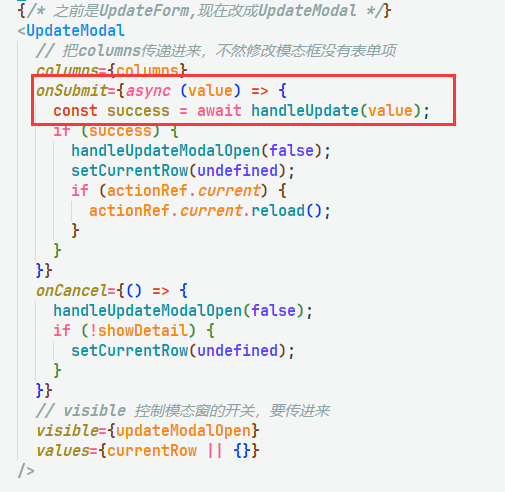 {/* 之前是UpdateForm,现在改成UpdateModal */}
<UpdateModal
// 把columns传递进来，不然修改模态框没有表单项
columns={columns}
onSubmit={async (value) => {
const success = await handleUpdate(value);
if (success) {
handleUpdateModalOpen(false);
setCurrentRow(undefined);
if (actionRef.current) {
actionRef.current.reload();
}
}
}}
onCancel={() => {
handleUpdateModalOpen(false);
if (!showDetail) {
setCurrentRow(undefined);
}
}}
// visible 控制模态窗的开关，要传进来
visible={updateModalOpen}
values={currentRow || {}}
/>